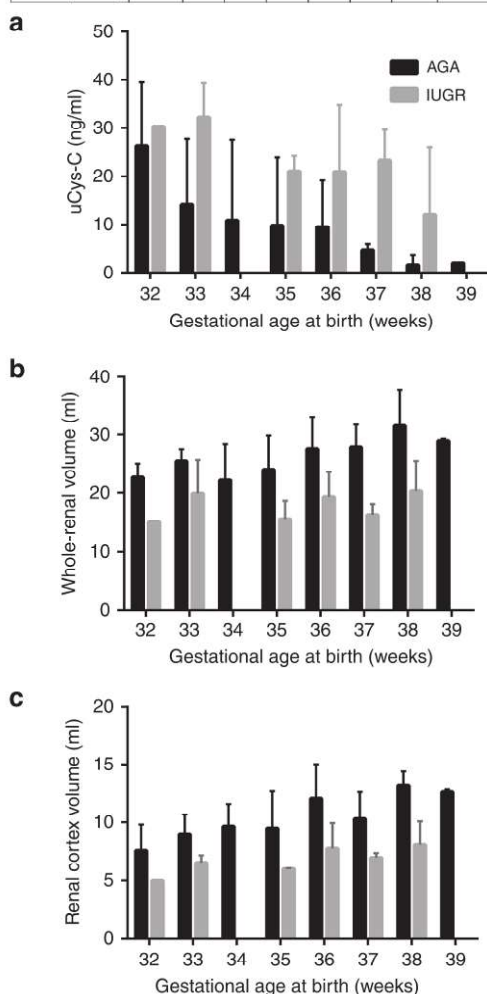 a
50
40
30
20
10
0
uCys-C (ng/ml)
AGA
IUGR
32 33 34 35 36 37 38 39
Gestational age at birth (weeks)
b
40
30
20
10
0
Whole-renal volume (ml)
32 33 34 35 36 37 38 39
Gestational age at birth (weeks)
c
20
15
10
5
0
Renal cortex volume (ml)
32 33 34 35 36 37 38 39
Gestational age at birth (weeks)